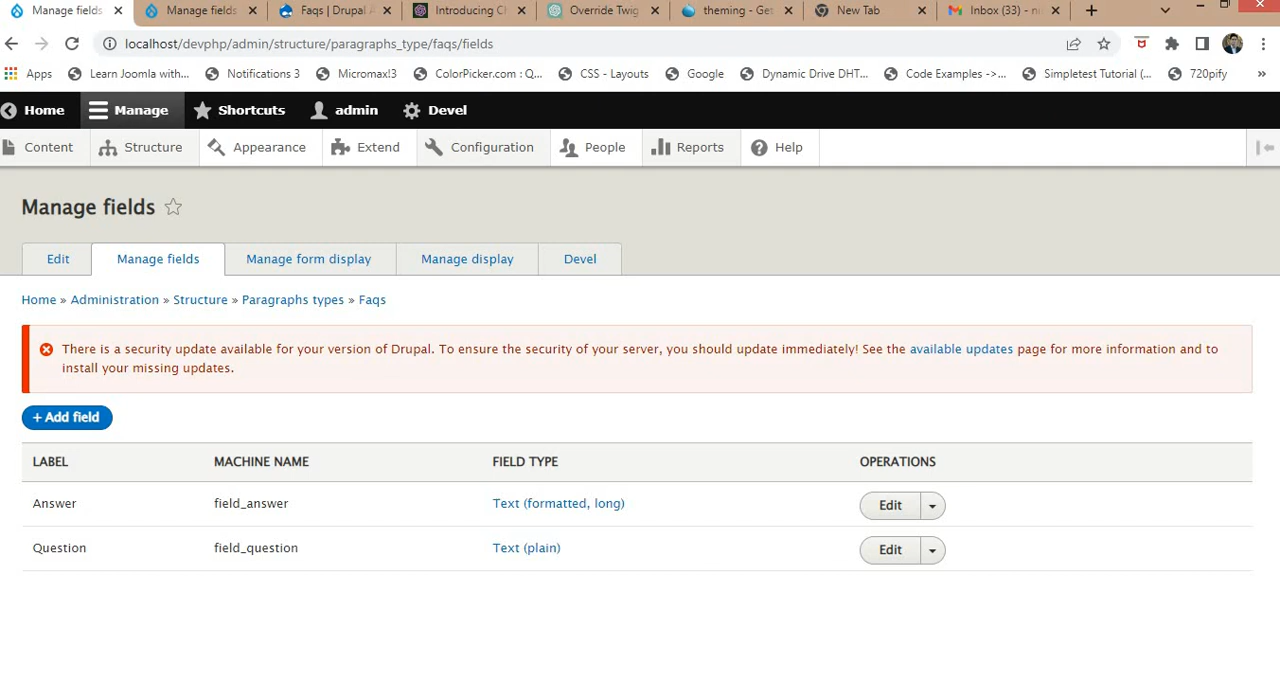 Manage fields
Manage fields
Faqs | Drupal
Introducing Ch
Override Twig
theming - Get
New Tab
Inbox (33) - ni
localhost/devphp/admin/structure/paragraphs_type/faqs/fields
Apps
Learn Joomla with...
Notifications 3
Micromax!3
ColorPicker.com : Q...
CSS - Layouts
Google
Dynamic Drive DHT...
Code Examples ->...
Simpletest Tutorial (...
720pify
»
Home
Manage
Shortcuts
admin
Devel
Content
Structure
Appearance
Extend
Configuration
People
Reports
Help
Manage fields
Edit
Manage fields
Manage form display
Manage display
Devel
Home » Administration » Structure » Paragraphs types » Faqs
There is a security update available for your version of Drupal. To ensure the security of your server, you should update immediately! See the available updates page for more information and to
install your missing updates.
+ Add field
LABEL MACHINE NAME FIELD TYPE OPERATIONS
Answer field_answer Text (formatted, long) Edit
Question field_question Text (plain) Edit